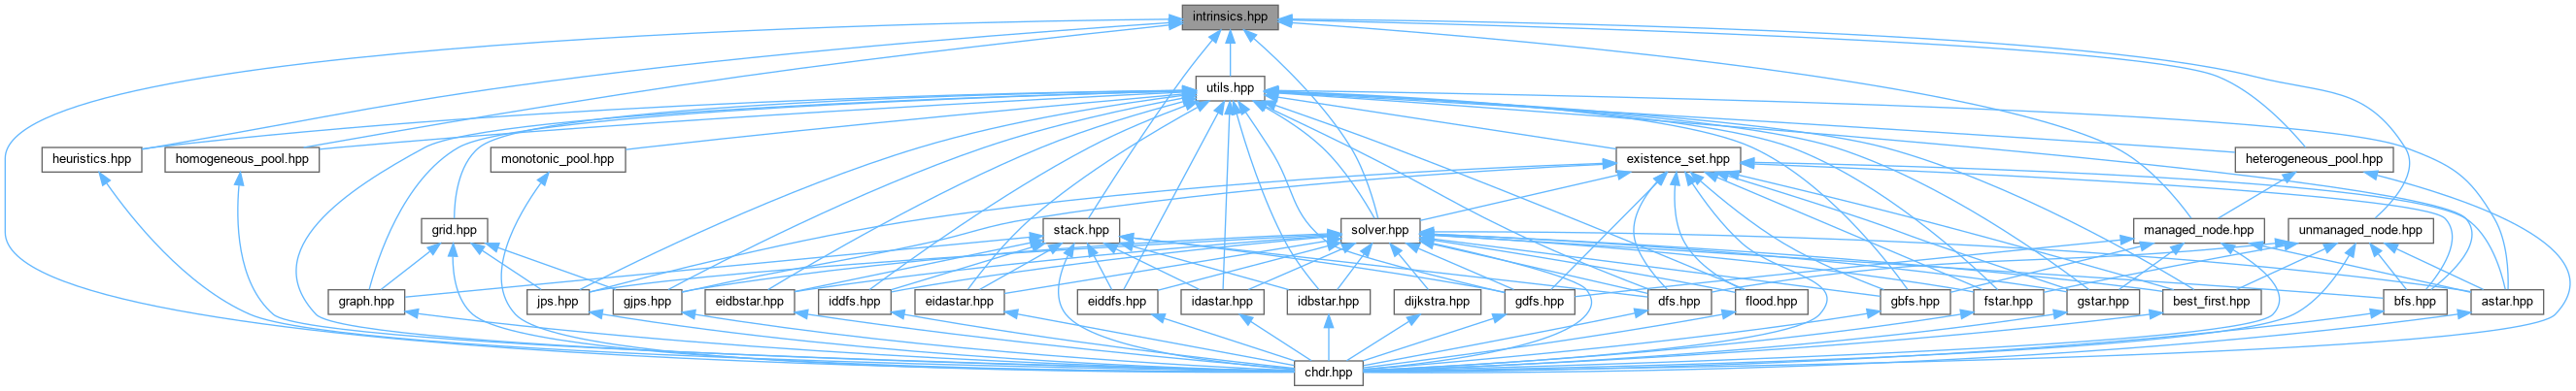 intrinsics.hpp
utils.hpp
heuristics.hpp
homogeneous_pool.hpp
monotonic_pool.hpp
existence_set.hpp
heterogeneous_pool.hpp
grid.hpp
stack.hpp
solver.hpp
managed_node.hpp
unmanaged_node.hpp
graph.hpp
jps.hpp
gjps.hpp
eidbstar.hpp
iddfs.hpp
eidastar.hpp
eiddfs.hpp
idastar.hpp
idbstar.hpp
dijkstra.hpp
gdfs.hpp
dfs.hpp
flood.hpp
gbfs.hpp
fstar.hpp
gstar.hpp
best_first.hpp
bfs.hpp
astar.hpp
chdr.hpp